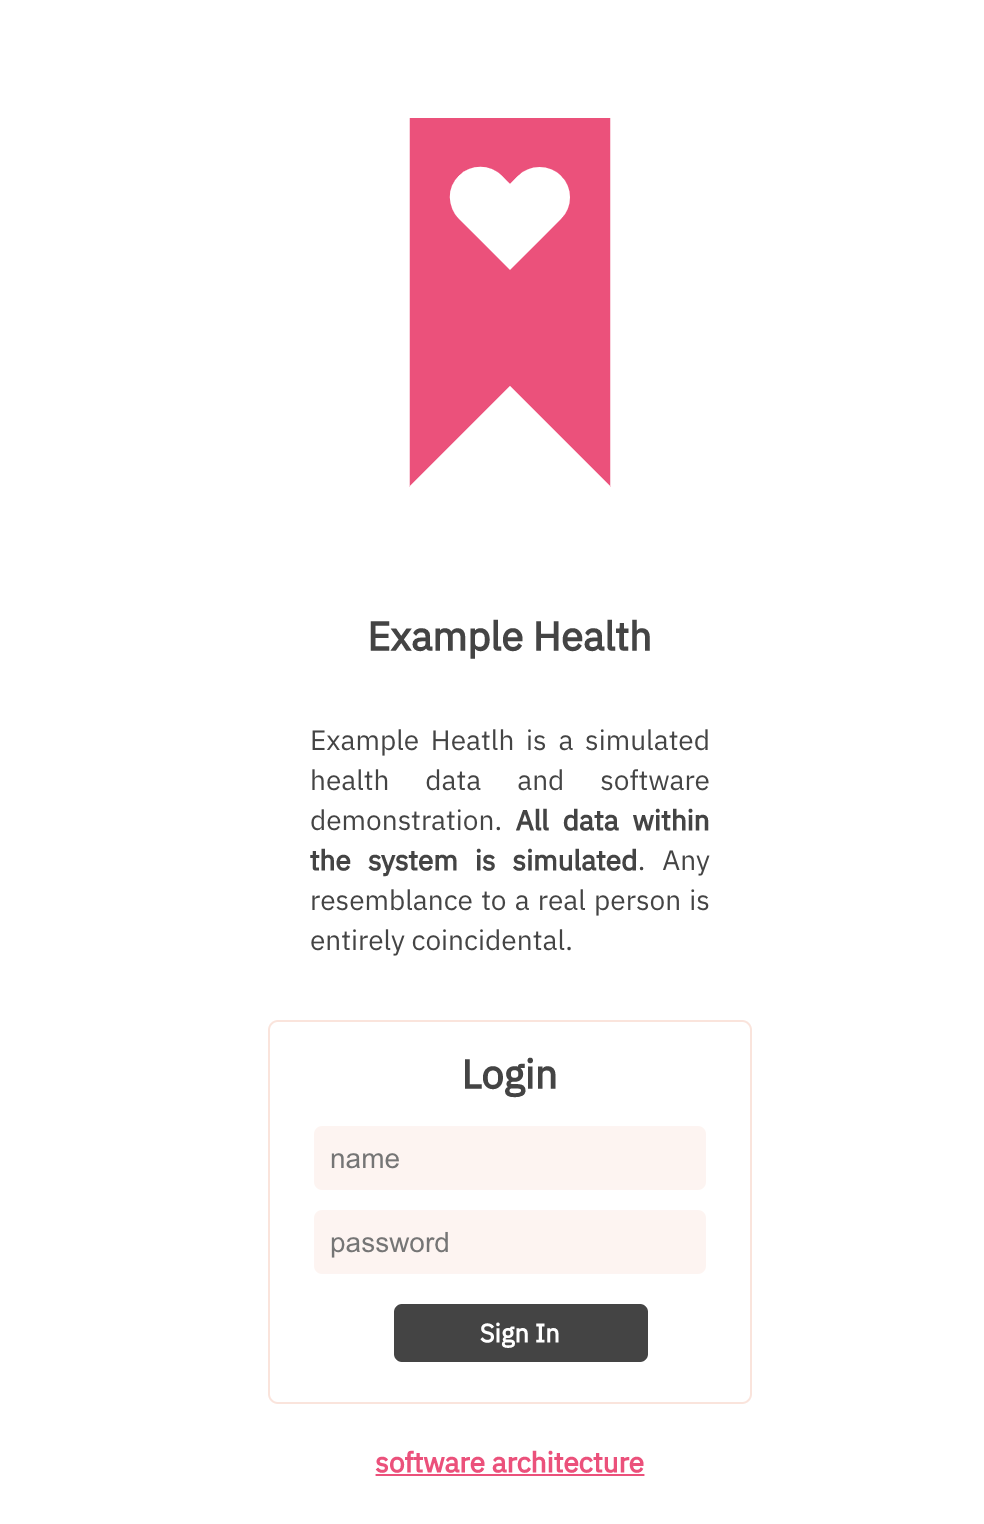 Example Health
Example Heatlh is a simulated
health data and software
demonstration. All data within
the system is simulated. Any
resemblance to a real person is
entirely coincidental.
Login
name
password
Sign In
software architecture